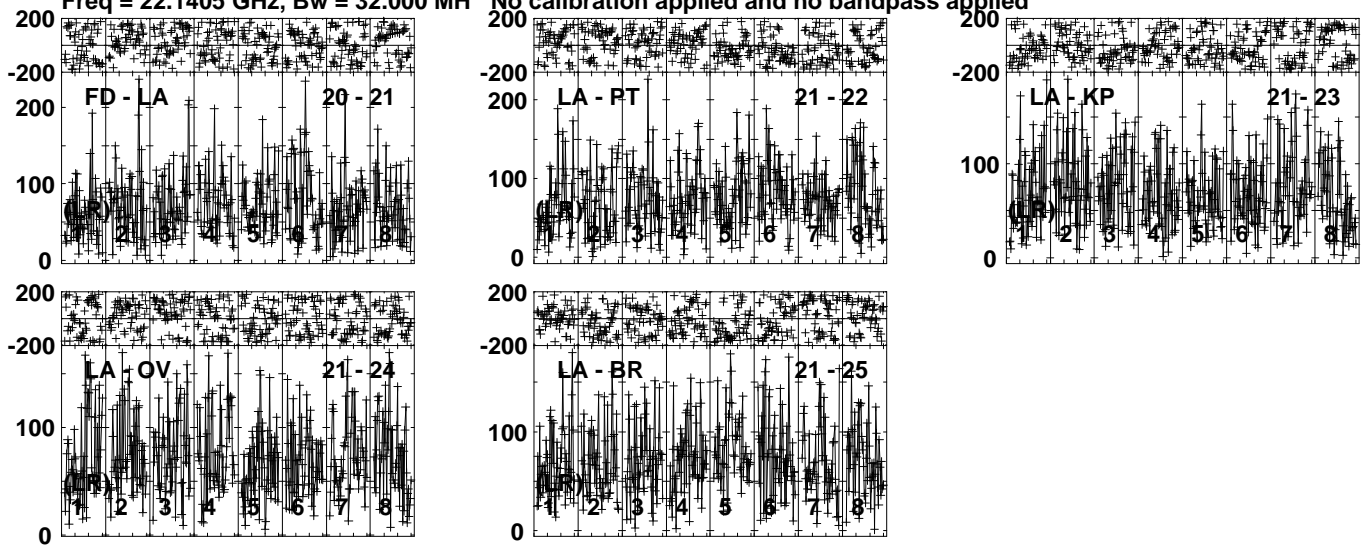 Freq = 22.1405 GHz, Bw = 32.000 MH No calibration applied and no bandpass applied
200
-200
FD - LA 20 - 21
200
100
0
(LR)
1 2 3 4 5 6 7 8
200
-200
LA - PT 21 - 22
200
100
0
(LR)
1 2 3 4 5 6 7 8
200
-200
LA - KP 21 - 23
100
0
(LR)
1 2 3 4 5 6 7 8
200
-200
LA - OV 21 - 24
100
0
(LR)
1 2 3 4 5 6 7 8
200
-200
LA - BR 21 - 25
100
0
(LR)
1 2 3 4 5 6 7 8